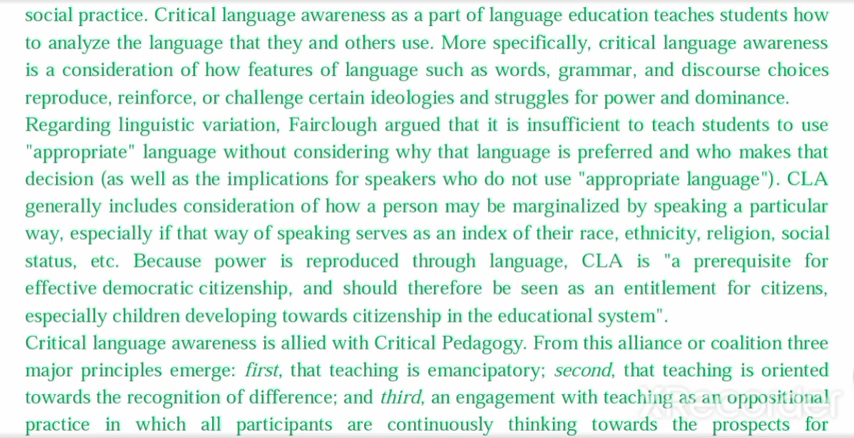 social practice. Critical language awareness as a part of language education teaches students how
to analyze the language that they and others use. More specifically, critical language awareness
is a consideration of how features of language such as words, grammar, and discourse choices
reproduce, reinforce, or challenge certain ideologies and struggles for power and dominance.
Regarding linguistic variation, Fairclough argued that it is insufficient to teach students to use
"appropriate" language without considering why that language is preferred and who makes that
decision (as well as the implications for speakers who do not use "appropriate language"). CLA
generally includes consideration of how a person may be marginalized by speaking a particular
way, especially if that way of speaking serves as an index of their race, ethnicity, religion, social
status, etc. Because power is reproduced through language, CLA is "a prerequisite for
effective democratic citizenship, and should therefore be seen as an entitlement for citizens,
especially children developing towards citizenship in the educational system".
Critical language awareness is allied with Critical Pedagogy. From this alliance or coalition three
major principles emerge: first, that teaching is emancipatory; second, that teaching is oriented
towards the recognition of difference; and third, an engagement with teaching as an oppositional
practice in which all participants are continuously thinking towards the prospects for
XRecorder